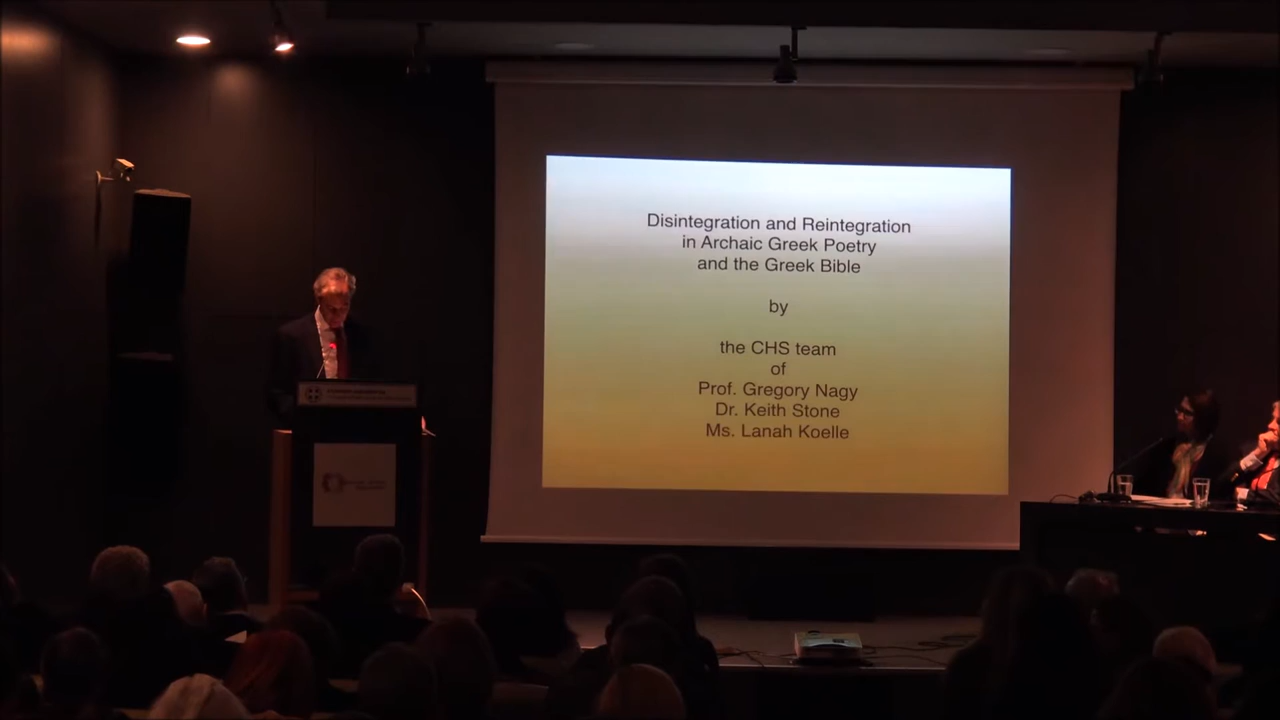 Disintegration and Reintegration
in Archaic Greek Poetry
and the Greek Bible
by
the CHS team
of
Prof. Gregory Nagy
Dr. Keith Stone
Ms. Lanah Koelle